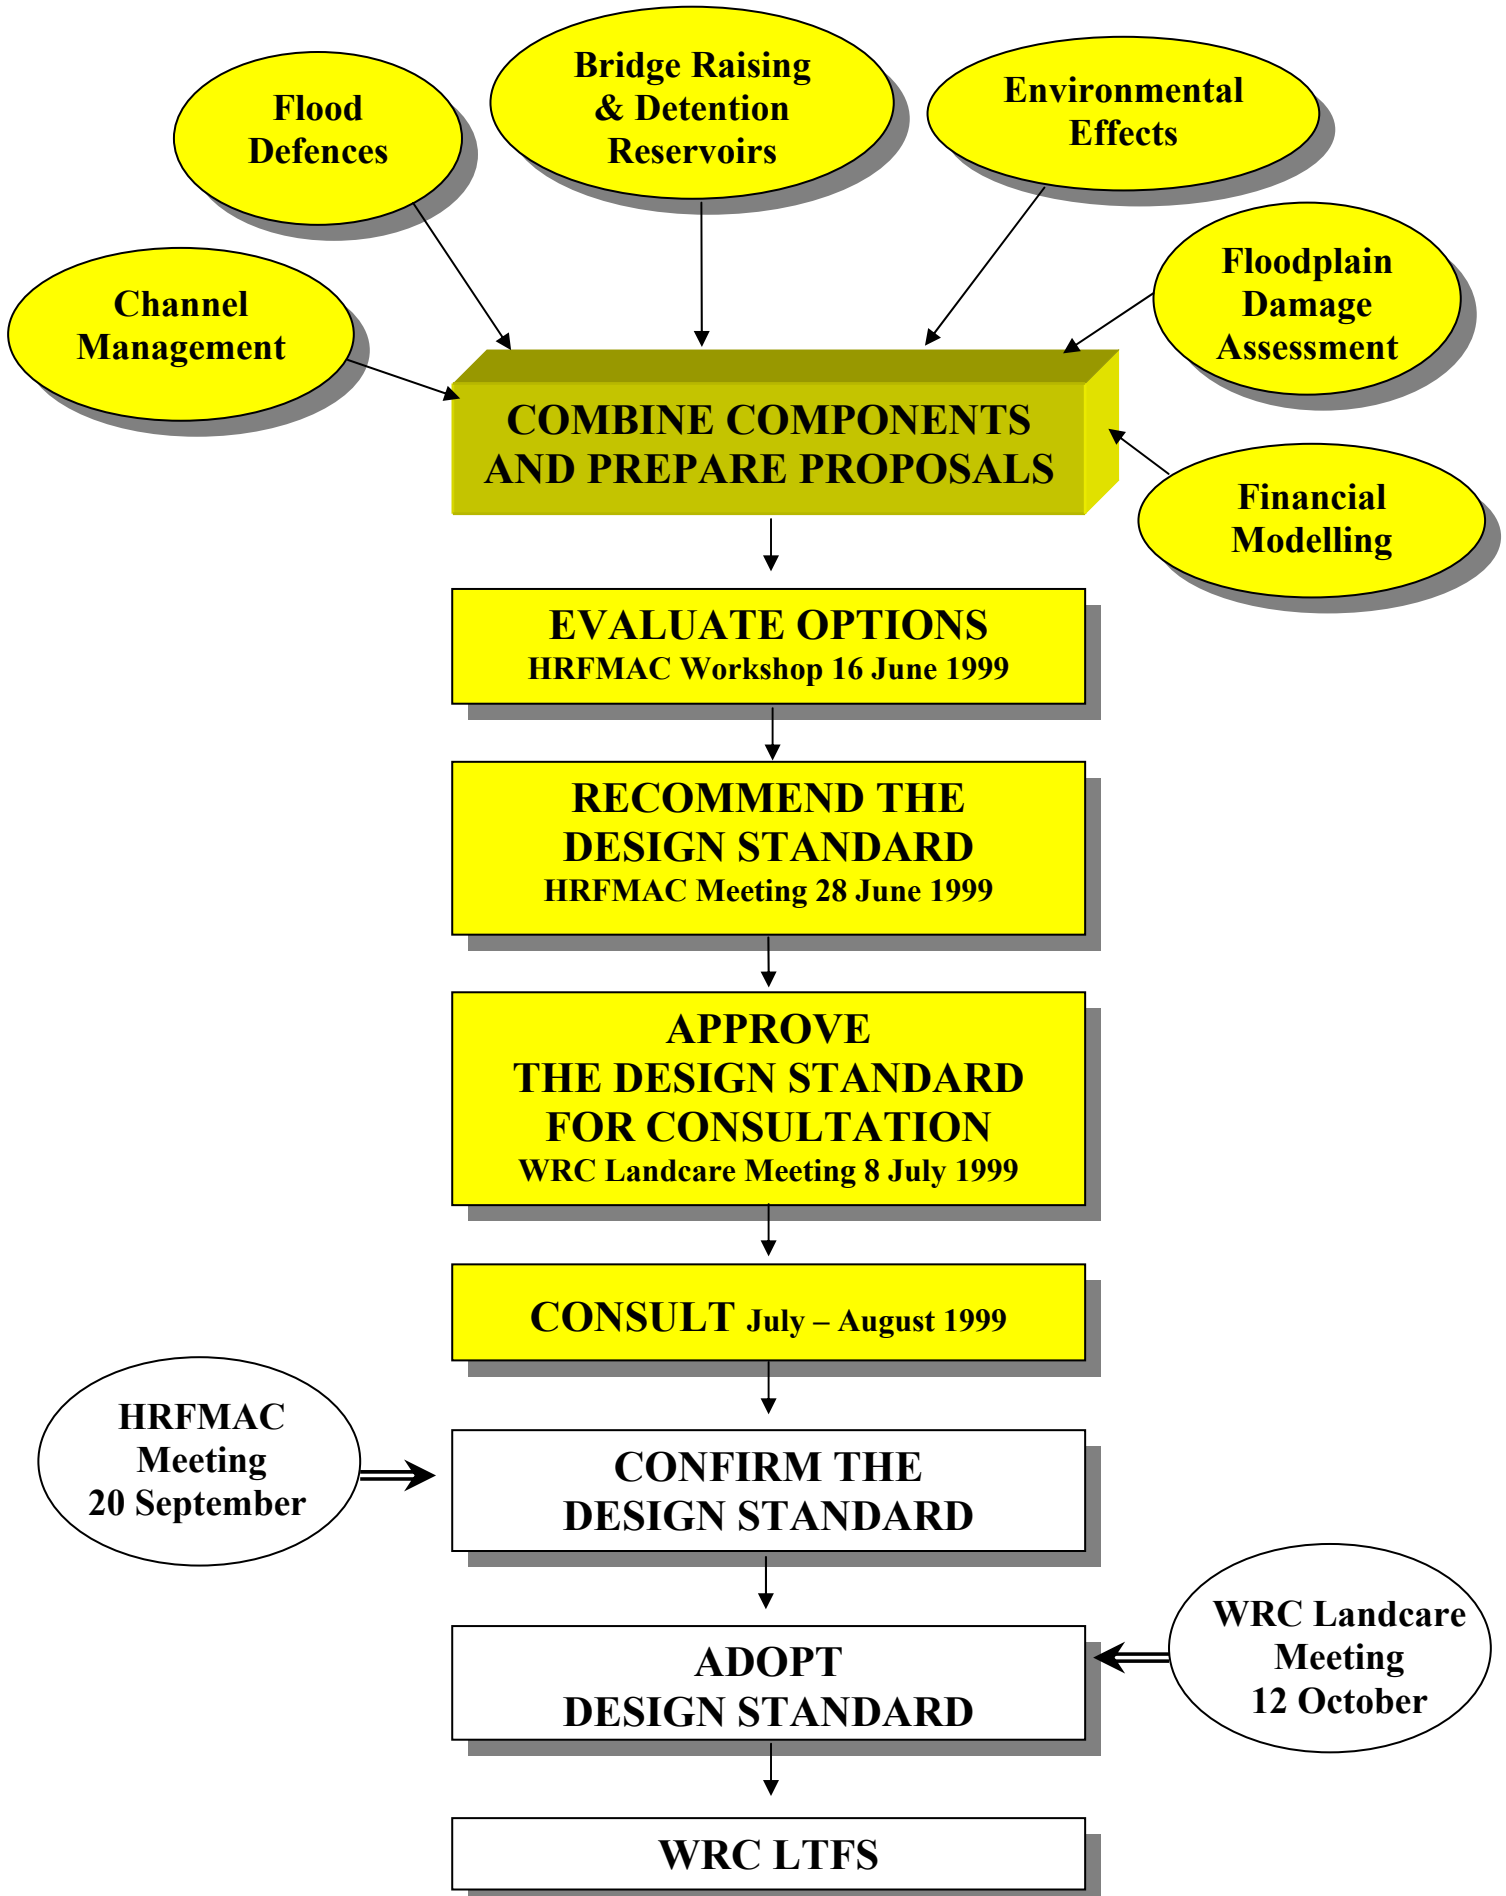 Flood
Defences
Bridge Raising
& Detention
Reservoirs
Environmental
Effects
Channel
Management
Floodplain
Damage
Assessment
Financial
Modelling
COMBINE COMPONENTS
AND PREPARE PROPOSALS
EVALUATE OPTIONS
HRFMAC Workshop 16 June 1999
RECOMMEND THE
DESIGN STANDARD
HRFMAC Meeting 28 June 1999
APPROVE
THE DESIGN STANDARD
FOR CONSULTATION
WRC Landcare Meeting 8 July 1999
CONSULT July – August 1999
HRFMAC
Meeting
20 September
CONFIRM THE
DESIGN STANDARD
ADOPT
DESIGN STANDARD
WRC Landcare
Meeting
12 October
WRC LTFS